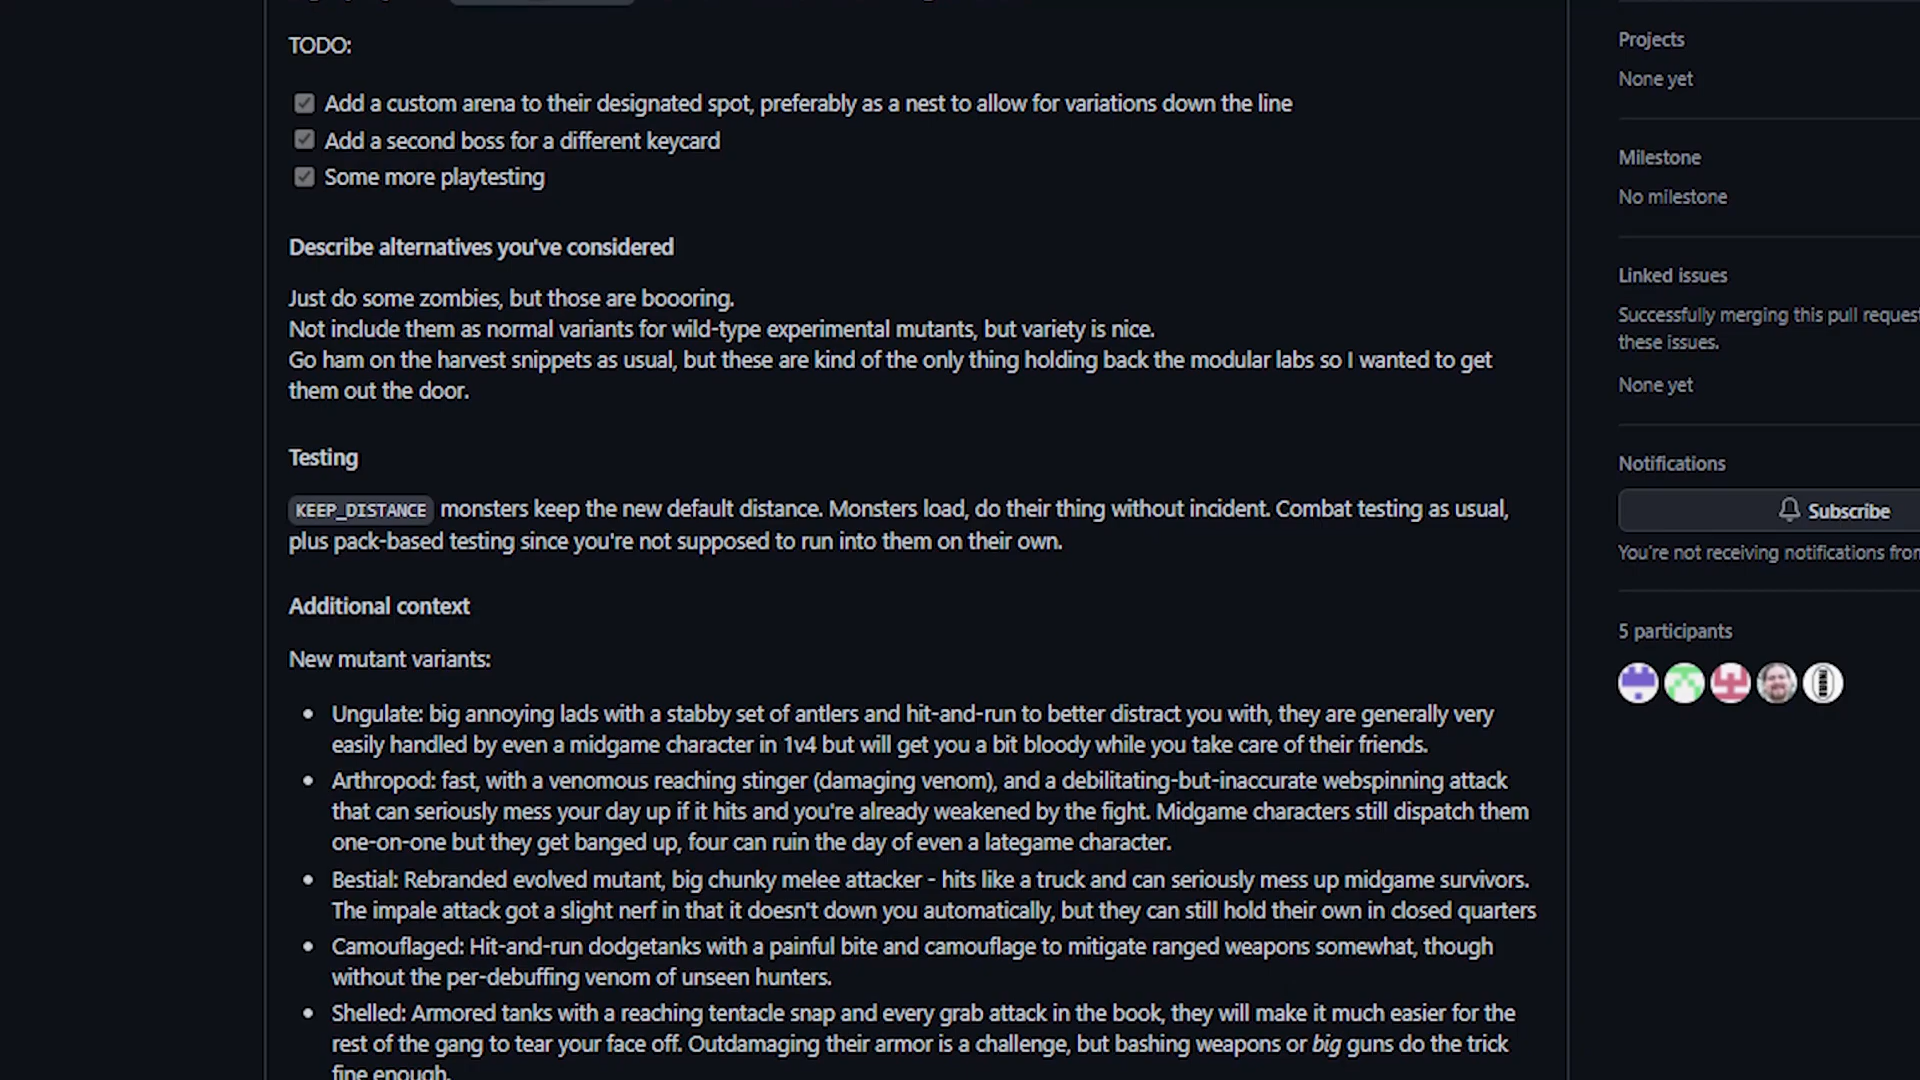 TODO:
Add a custom arena to their designated spot, preferably as a nest to allow for variations down the line
Add a second boss for a different keycard
Some more playtesting
Describe alternatives you've considered
Just do some zombies, but those are boooring.
Not include them as normal variants for wild-type experimental mutants, but variety is nice.
Go ham on the harvest snippets as usual, but these are kind of the only thing holding back the modular labs so I wanted to get
them out the door.
Testing
KEEP_DISTANCE monsters keep the new default distance. Monsters load, do their thing without incident. Combat testing as usual,
plus pack-based testing since you're not supposed to run into them on their own.
Additional context
New mutant variants:
• Ungulate: big annoying lads with a stabby set of antlers and hit-and-run to better distract you with, they are generally very
easily handled by even a midgame character in 1v4 but will get you a bit bloody while you take care of their friends.
• Arthropod: fast, with a venomous reaching stinger (damaging venom), and a debilitating-but-inaccurate webspinning attack
that can seriously mess your day up if it hits and you're already weakened by the fight. Midgame characters still dispatch them
one-on-one but they get banged up, four can ruin the day of even a lategame character.
• Bestial: Rebranded evolved mutant, big chunky melee attacker - hits like a truck and can seriously mess up midgame survivors.
The impale attack got a slight nerf in that it doesn't down you automatically, but they can still hold their own in closed quarters
• Camouflaged: Hit-and-run dodgetanks with a painful bite and camouflage to mitigate ranged weapons somewhat, though
without the per-debuffing venom of unseen hunters.
• Shelled: Armored tanks with a reaching tentacle snap and every grab attack in the book, they will make it much easier for the
rest of the gang to tear your face off. Outdamaging their armor is a challenge, but bashing weapons or big guns do the trick
fine enough.
Projects
None yet
Milestone
No milestone
Linked issues
Successfully merging this pull request
these issues.
None yet
Notifications
Subscribe
You're not receiving notifications from
5 participants